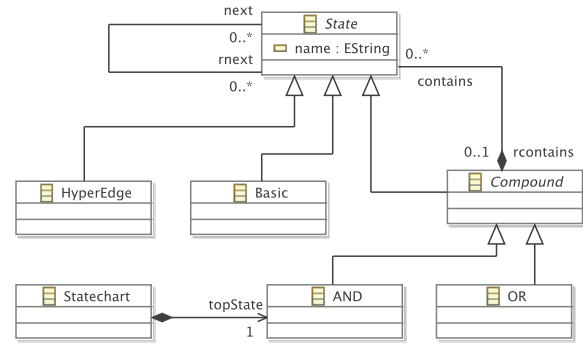 next
State
0..*
name : EString
rnext
0..*
0..*
contains
0..1
rcontains
HyperEdge
Basic
Compound
Statechart
topState
1
AND
OR